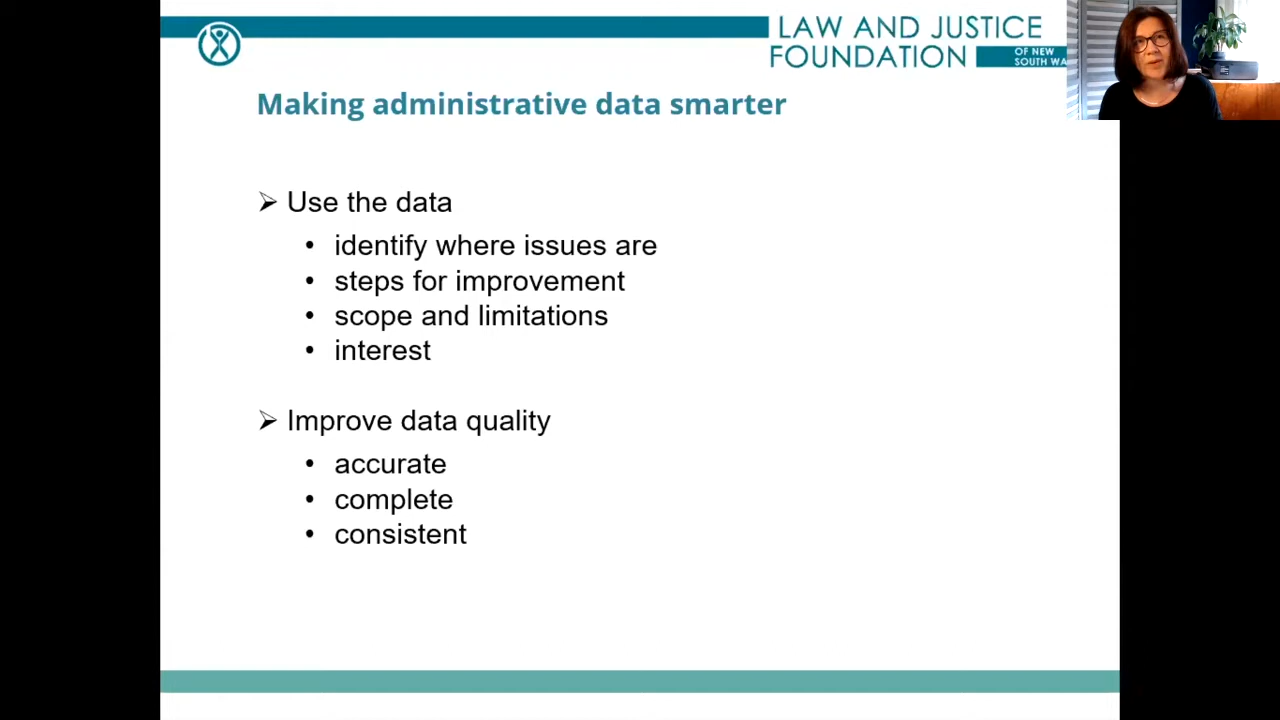 LAW AND JUSTICE
FOUNDATION
OF NEW
SOUTH WA
Making administrative data smarter
➢ Use the data
• identify where issues are
• steps for improvement
• scope and limitations
• interest
➢ Improve data quality
• accurate
• complete
• consistent